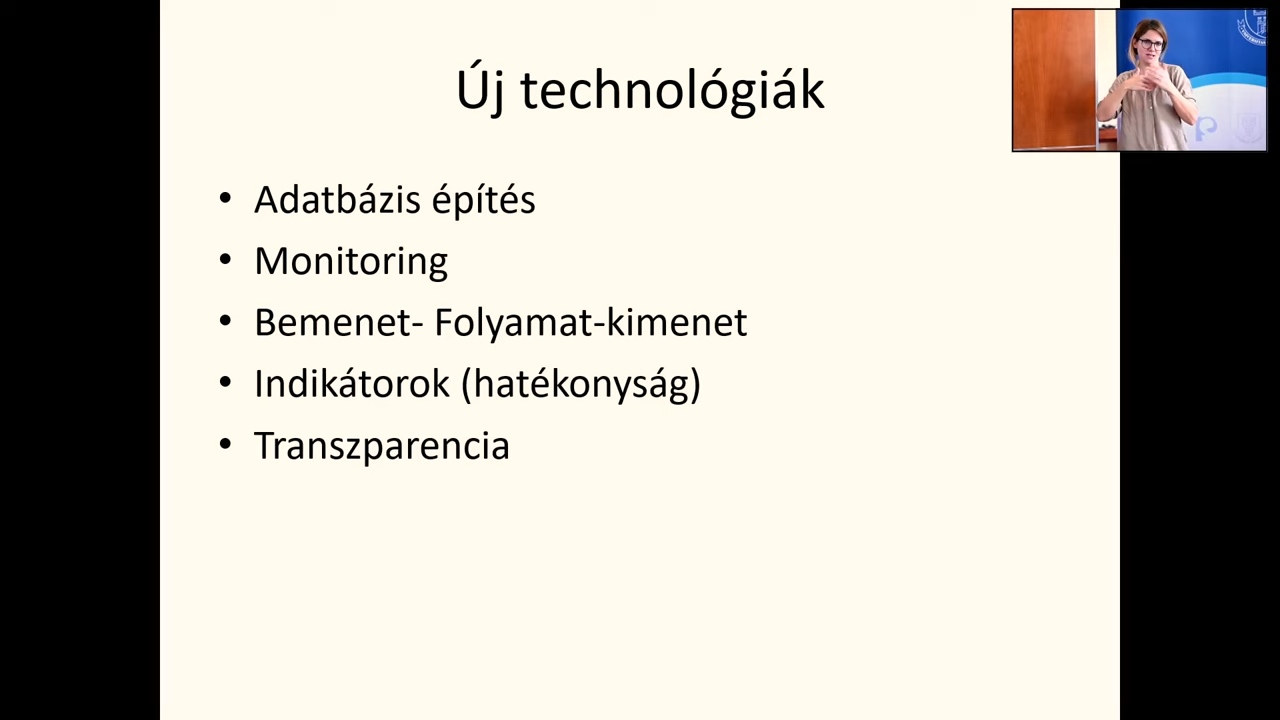 Új technológiák
• Adatbázis építés
• Monitoring
• Bemenet- Folyamat-kimenet
• Indikátorok (hatékonyság)
• Transzparencia